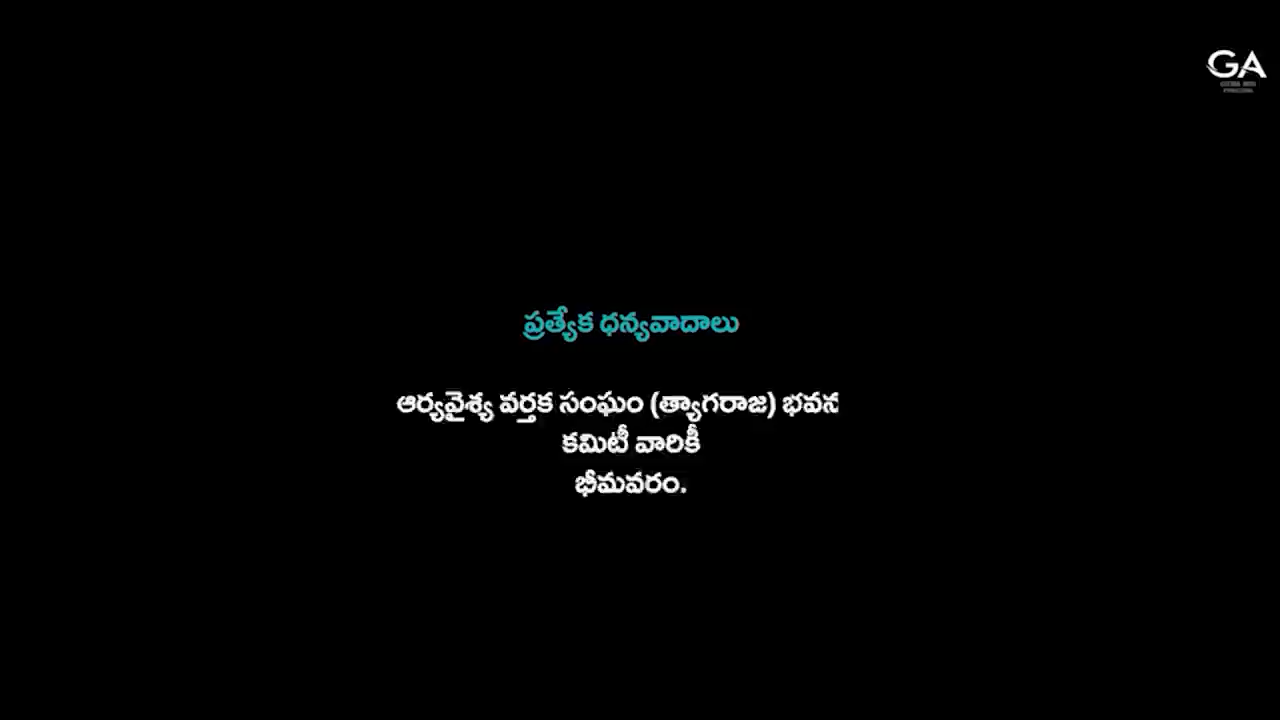 GA
ప్రత్యేక ధన్యవాదాలు
ఆర్యవైశ్య వర్తక సంఘం (త్యాగరాజ) భవన
కమిటీ వారికీ
భీమవరం.